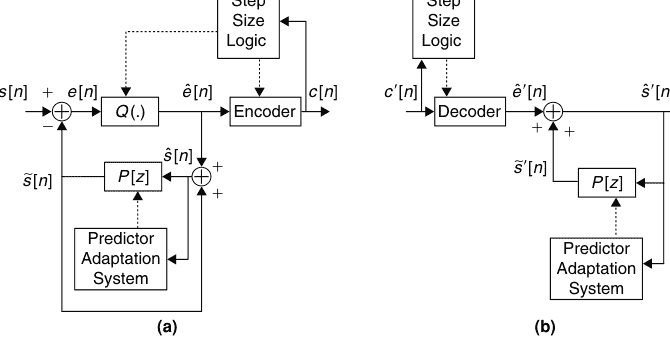 Step
Size
Logic
s[n]
+
e[n]
−
Q(.)
ê[n]
Encoder
c[n]
ŝ[n]
+
+
s̃[n]
P[z]
Predictor
Adaptation
System
(a)
Step
Size
Logic
c′[n]
Decoder
ê′[n]
ŝ′[n]
+
+
s̃′[n]
P[z]
Predictor
Adaptation
System
(b)